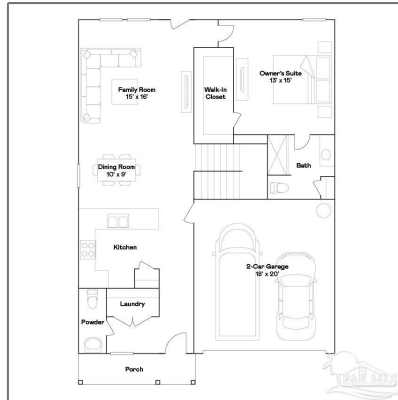 Family Room
15' x 16'
Walk-In
Closet
Owner's Suite
13' x 15'
Dining Room
10' x 9'
Bath
Kitchen
2-Car Garage
18' x 20'
Laundry
Powder
Porch